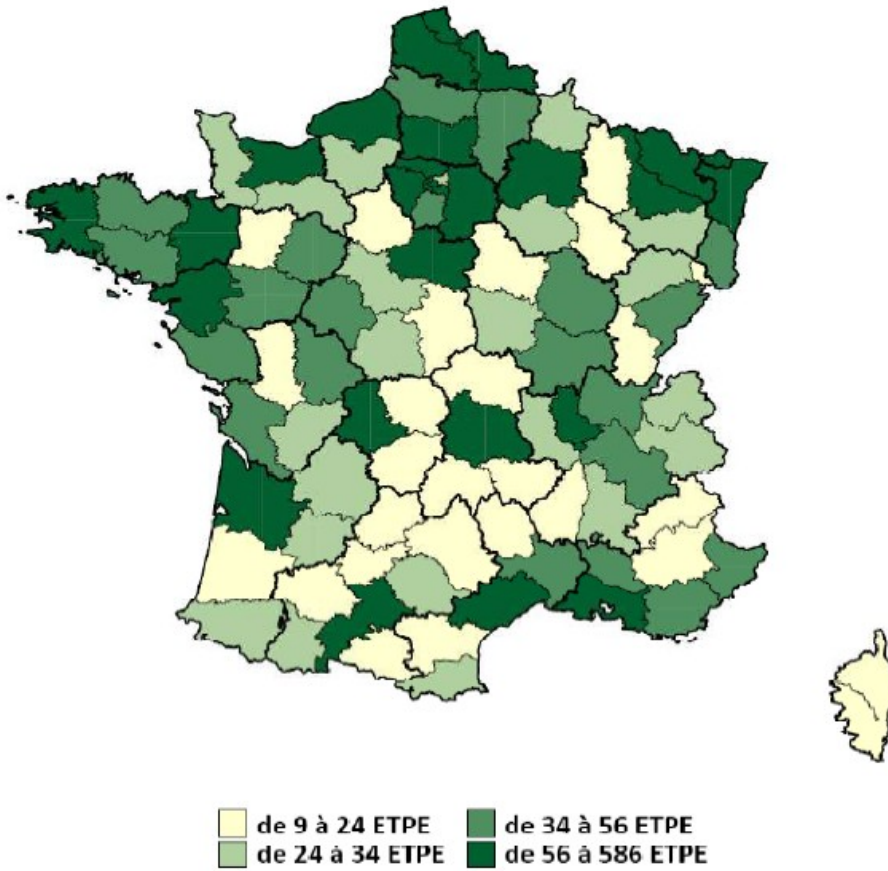 de 9 à 24 ETPE
de 24 à 34 ETPE
de 34 à 56 ETPE
de 56 à 586 ETPE